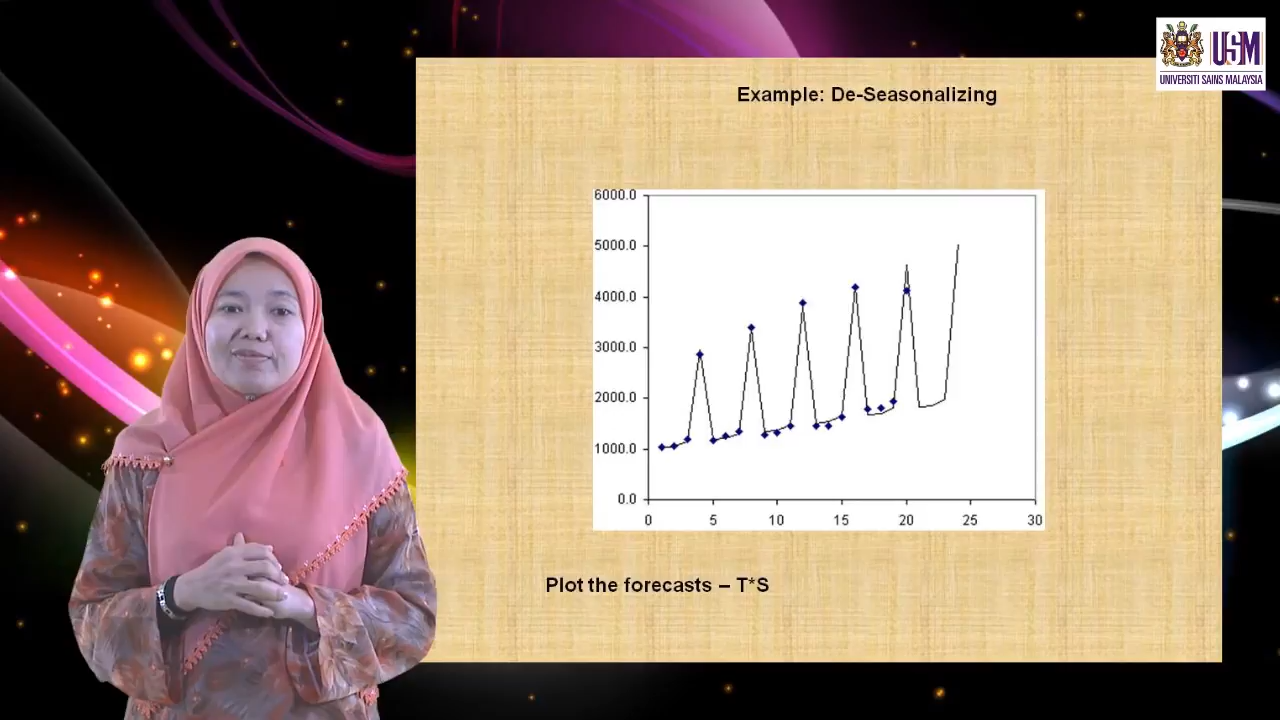 USM
UNIVERSITI SAINS MALAYSIA
Example: De-Seasonalizing
6000.0
5000.0
4000.0
3000.0
2000.0
1000.0
0.0
0 5 10 15 20 25 30
Plot the forecasts – T*S